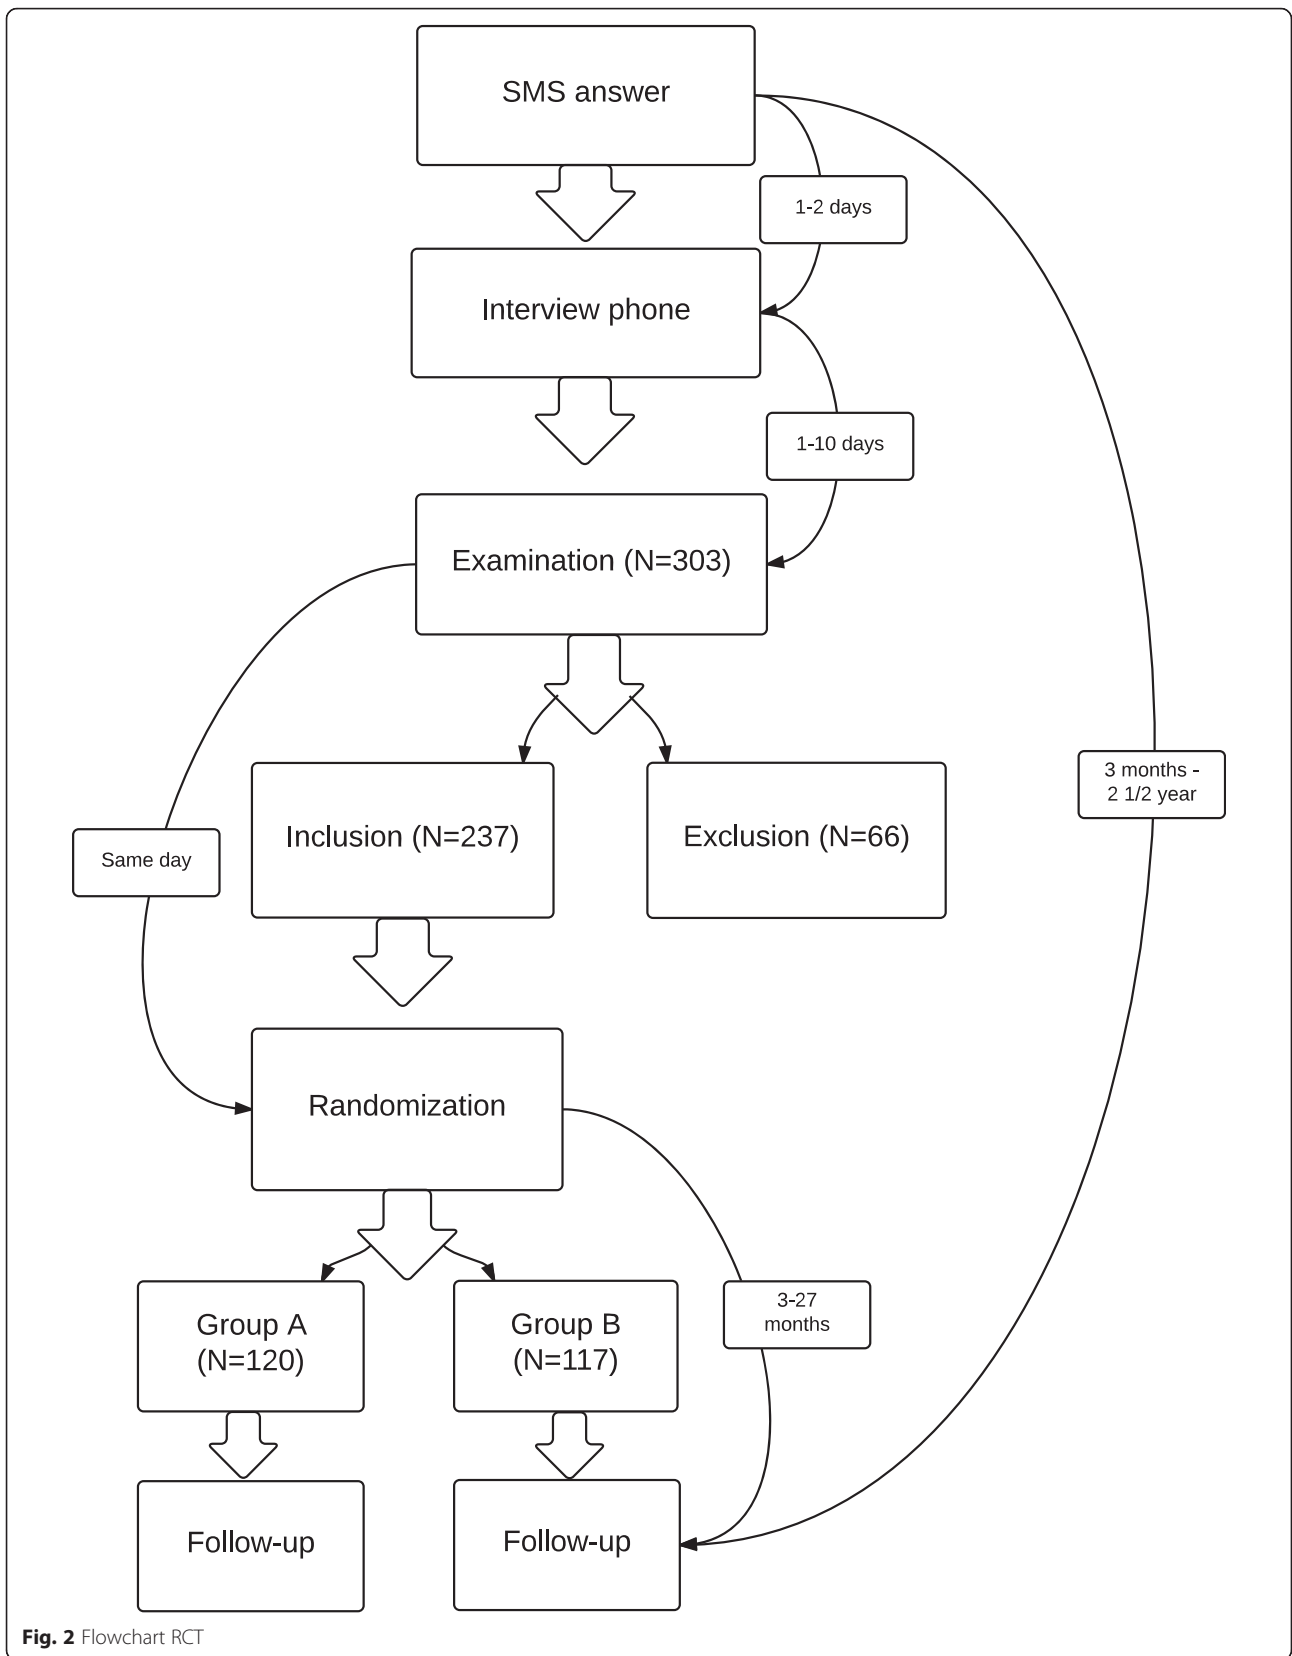 SMS answer
1-2 days
Interview phone
1-10 days
Examination (N=303)
3 months -
2 1/2 year
Inclusion (N=237)
Exclusion (N=66)
Same day
Randomization
3-27
months
Group A
(N=120)
Group B
(N=117)
Follow-up
Follow-up
Fig. 2 Flowchart RCT